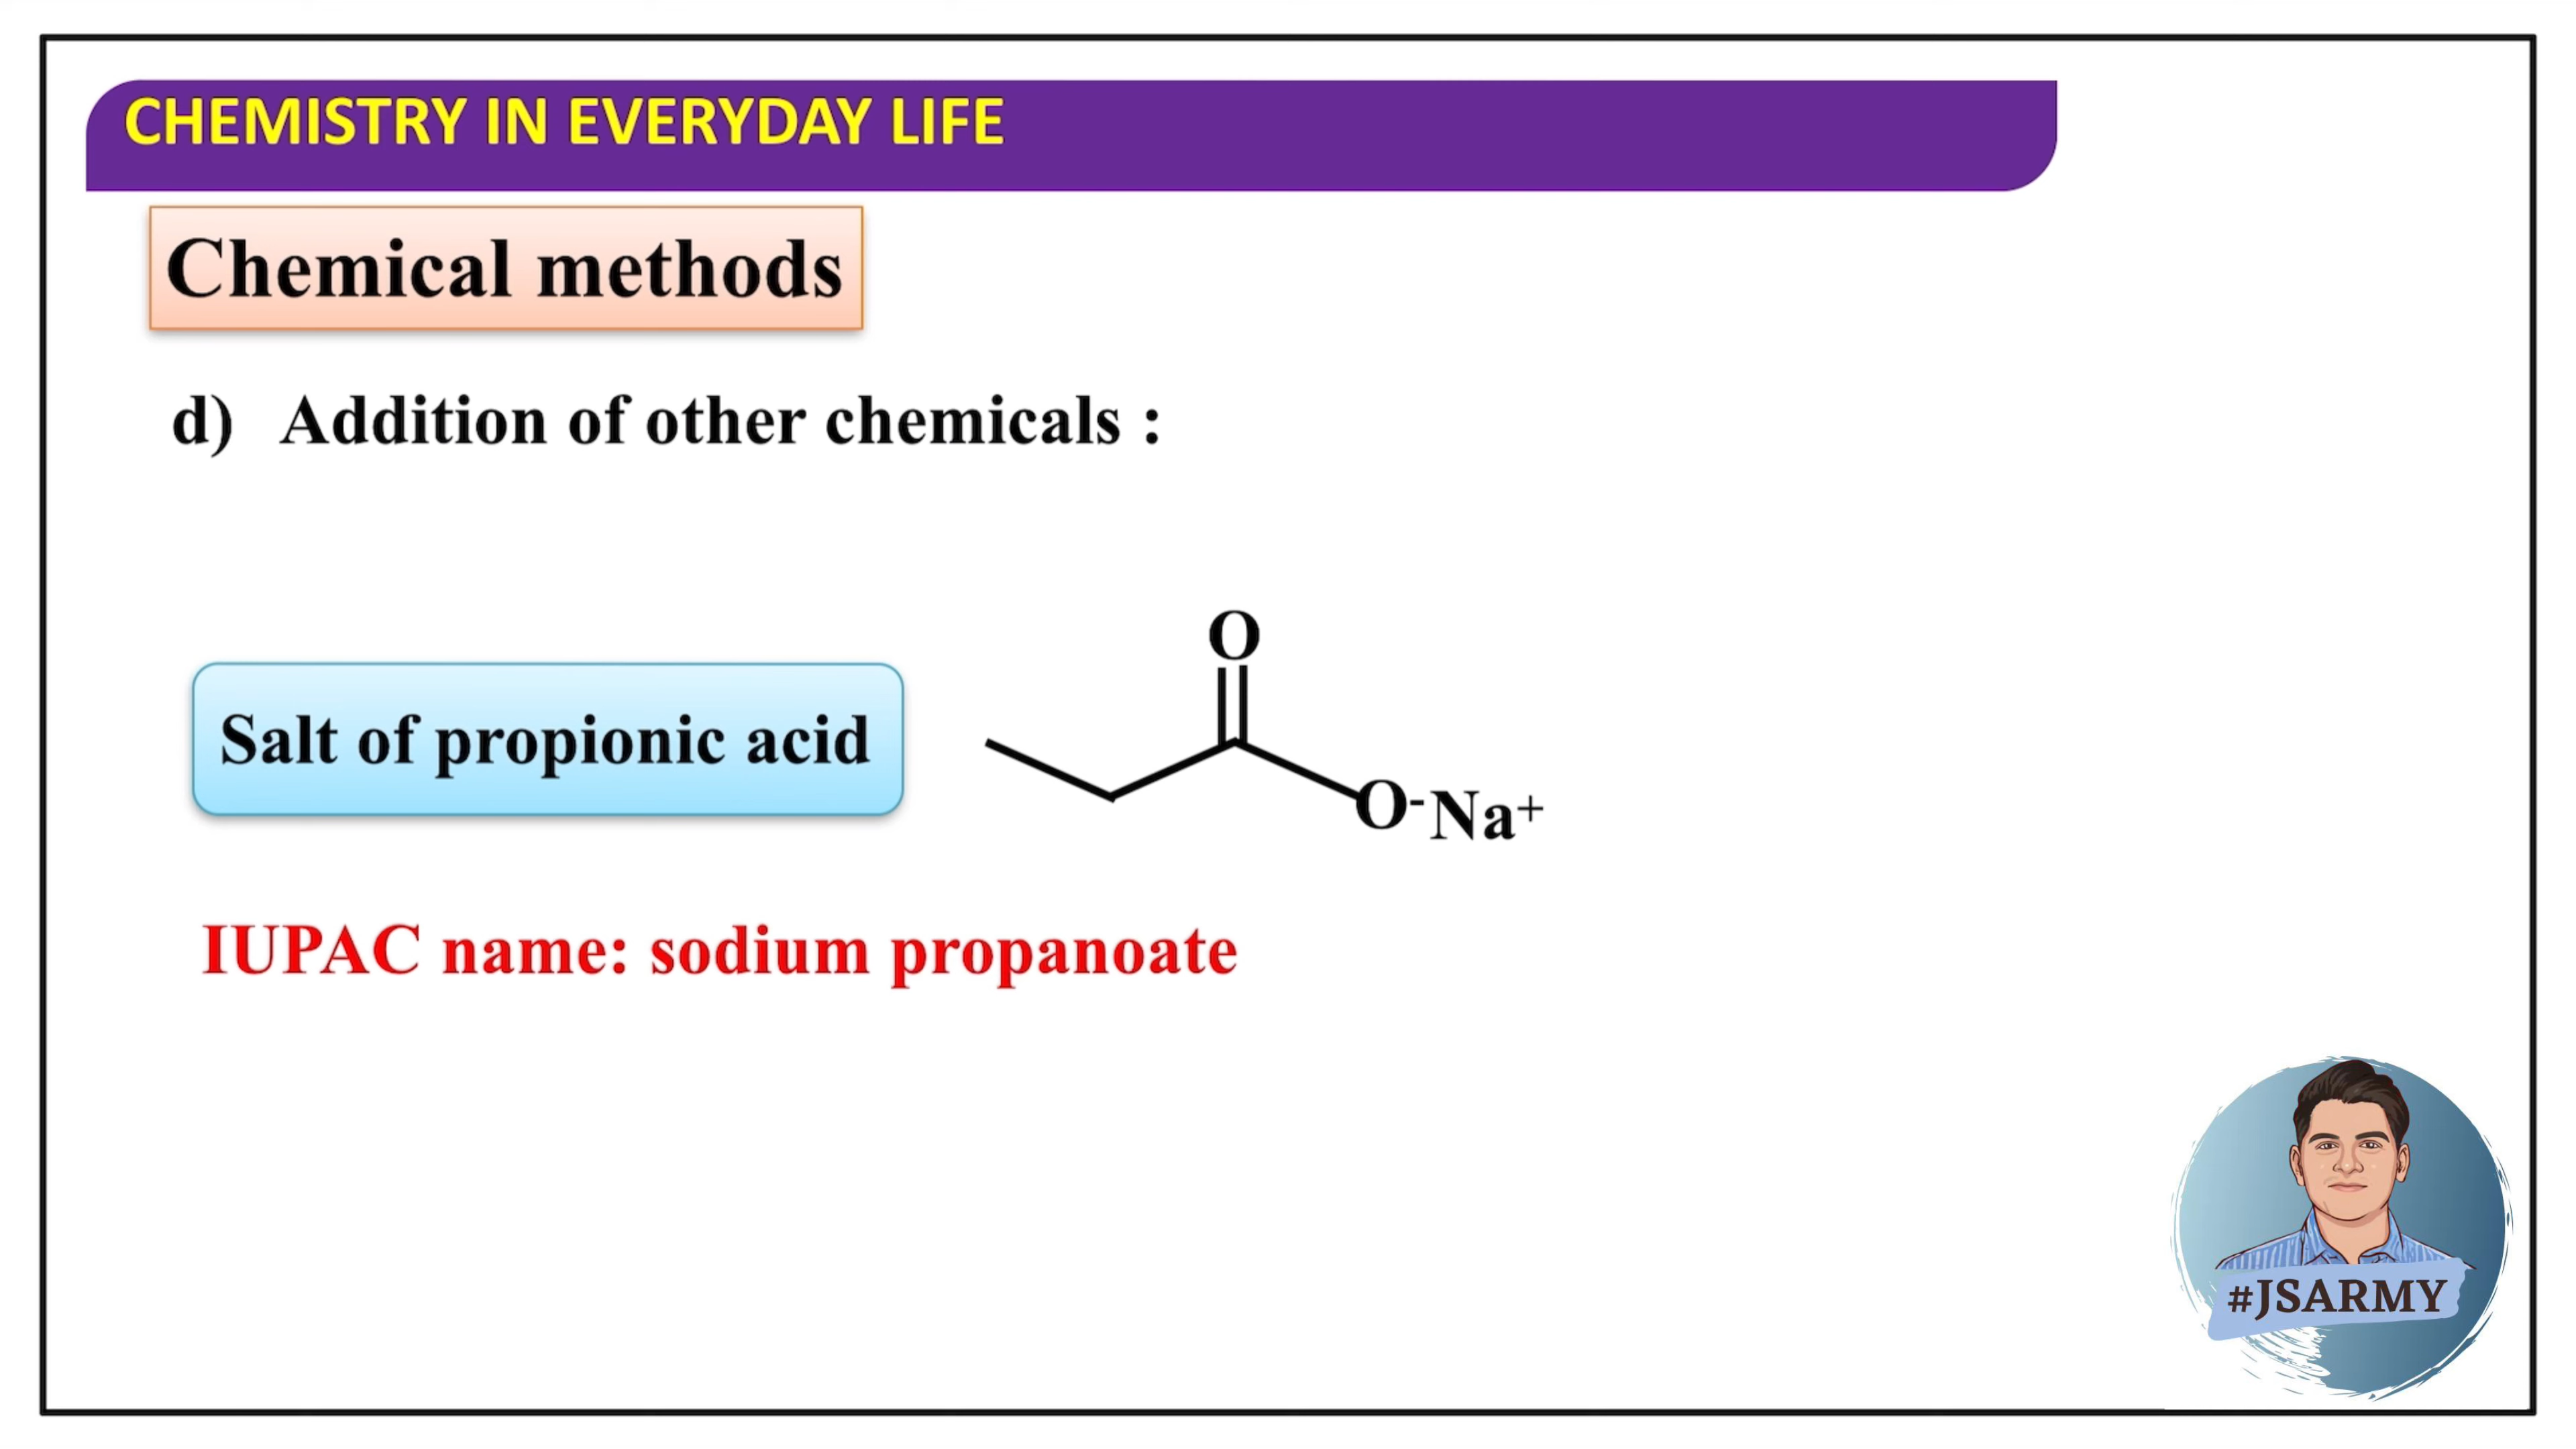 CHEMISTRY IN EVERYDAY LIFE
Chemical methods
d) Addition of other chemicals :
O
Salt of propionic acid
O- Na+
IUPAC name: sodium propanoate
#JSARMY